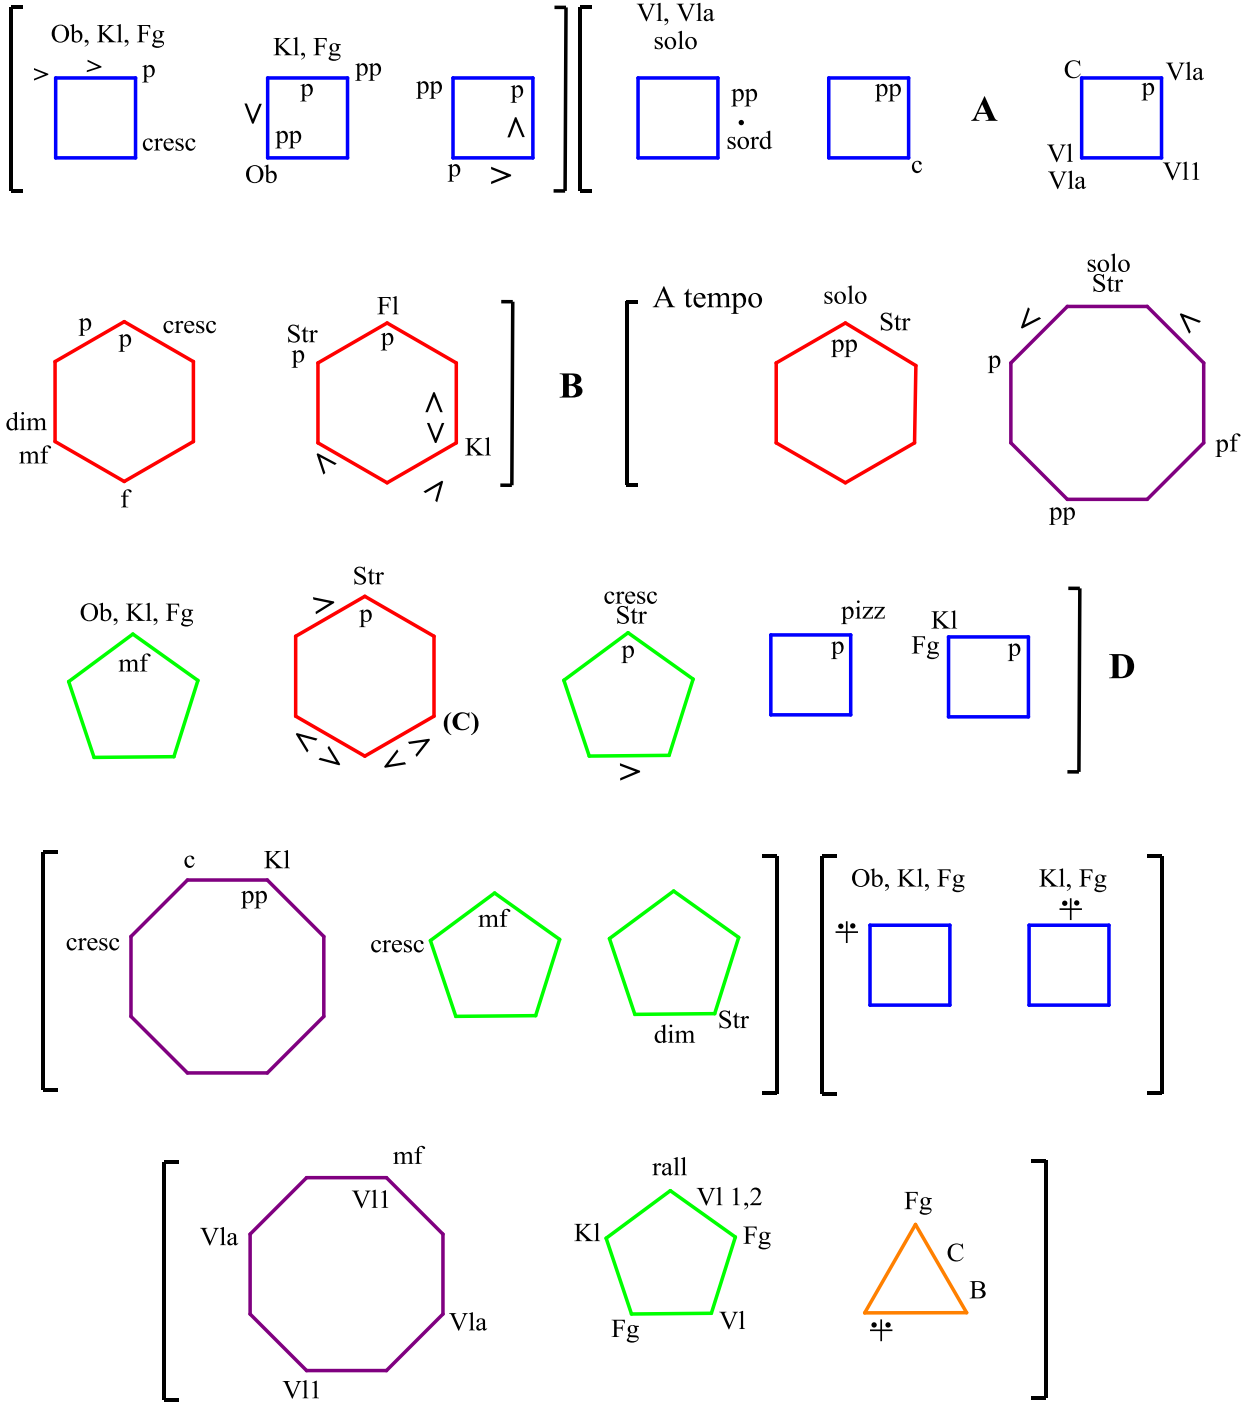 Ob, Kl, Fg
> > p
cresc
Kl, Fg
pp
p
>
pp
Ob
pp p
>
p >
Vl, Vla
solo
pp
.
sord
pp
c
A
C Vla
p
Vl
Vla
Vl1
p cresc
p
dim
mf
f
Fl
Str
p p
< >
Kl
< <
B
A tempo
solo
Str
pp
solo
Str
> <
p
pf
pp
Ob, Kl, Fg
mf
Str
>
p
(C)
< > < >
cresc
Str
p
>
pizz
p
Kl
Fg p
D
c Kl
pp
cresc
cresc mf
dim Str
Ob, Kl, Fg
Kl, Fg
mf
Vl1
Vla
Vla
Vl1
rall
Vl 1,2
Kl Fg
Fg Vl
Fg
C
B